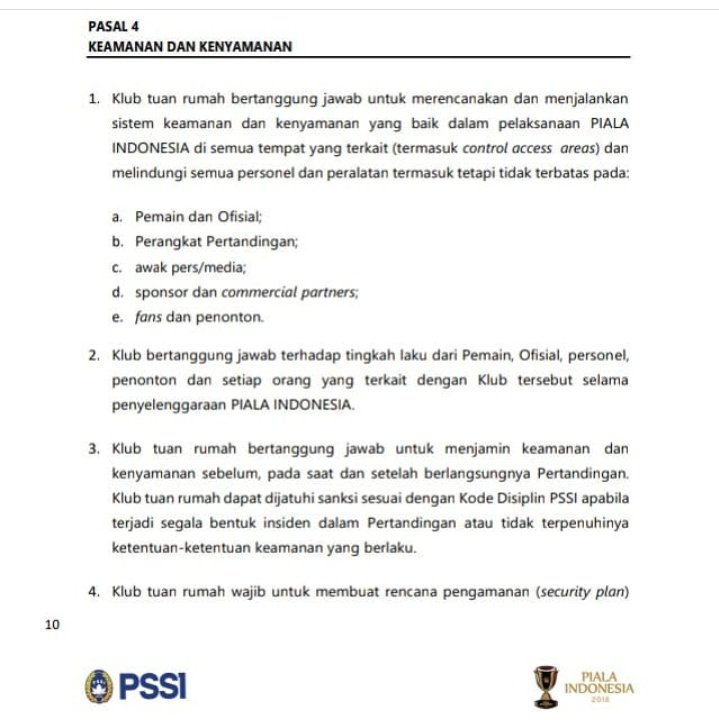 PASAL 4
KEAMANAN DAN KENYAMANAN
1. Klub tuan rumah bertanggung jawab untuk merencanakan dan menjalankan
sistem keamanan dan kenyamanan yang baik dalam pelaksanaan PIALA
INDONESIA di semua tempat yang terkait (termasuk control access areas) dan
melindungi semua personel dan peralatan termasuk tetapi tidak terbatas pada:
a. Pemain dan Ofisial;
b. Perangkat Pertandingan;
c. awak pers/media;
d. sponsor dan commercial partners;
e. fans dan penonton.
2. Klub bertanggung jawab terhadap tingkah laku dari Pemain, Ofisial, personel,
penonton dan setiap orang yang terkait dengan Klub tersebut selama
penyelenggaraan PIALA INDONESIA.
3. Klub tuan rumah bertanggung jawab untuk menjamin keamanan dan
kenyamanan sebelum, pada saat dan setelah berlangsungnya Pertandingan.
Klub tuan rumah dapat dijatuhi sanksi sesuai dengan Kode Disiplin PSSI apabila
terjadi segala bentuk insiden dalam Pertandingan atau tidak terpenuhinya
ketentuan-ketentuan keamanan yang berlaku.
4. Klub tuan rumah wajib untuk membuat rencana pengamanan (security plan)
10
PSSI
PIALA
INDONESIA
2018